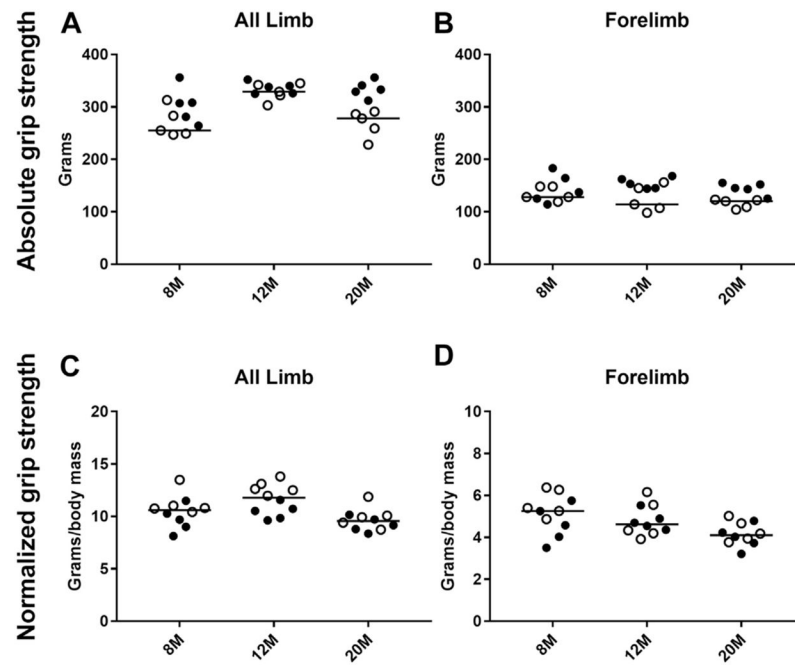 Absolute grip strength
A
All Limb
Grams
400
300
200
100
0
8M
12M
20M
B
Forelimb
Grams
400
300
200
100
0
8M
12M
20M
Normalized grip strength
C
All Limb
Grams/body mass
20
15
10
5
0
8M
12M
20M
D
Forelimb
Grams/body mass
10
8
6
4
2
0
8M
12M
20M